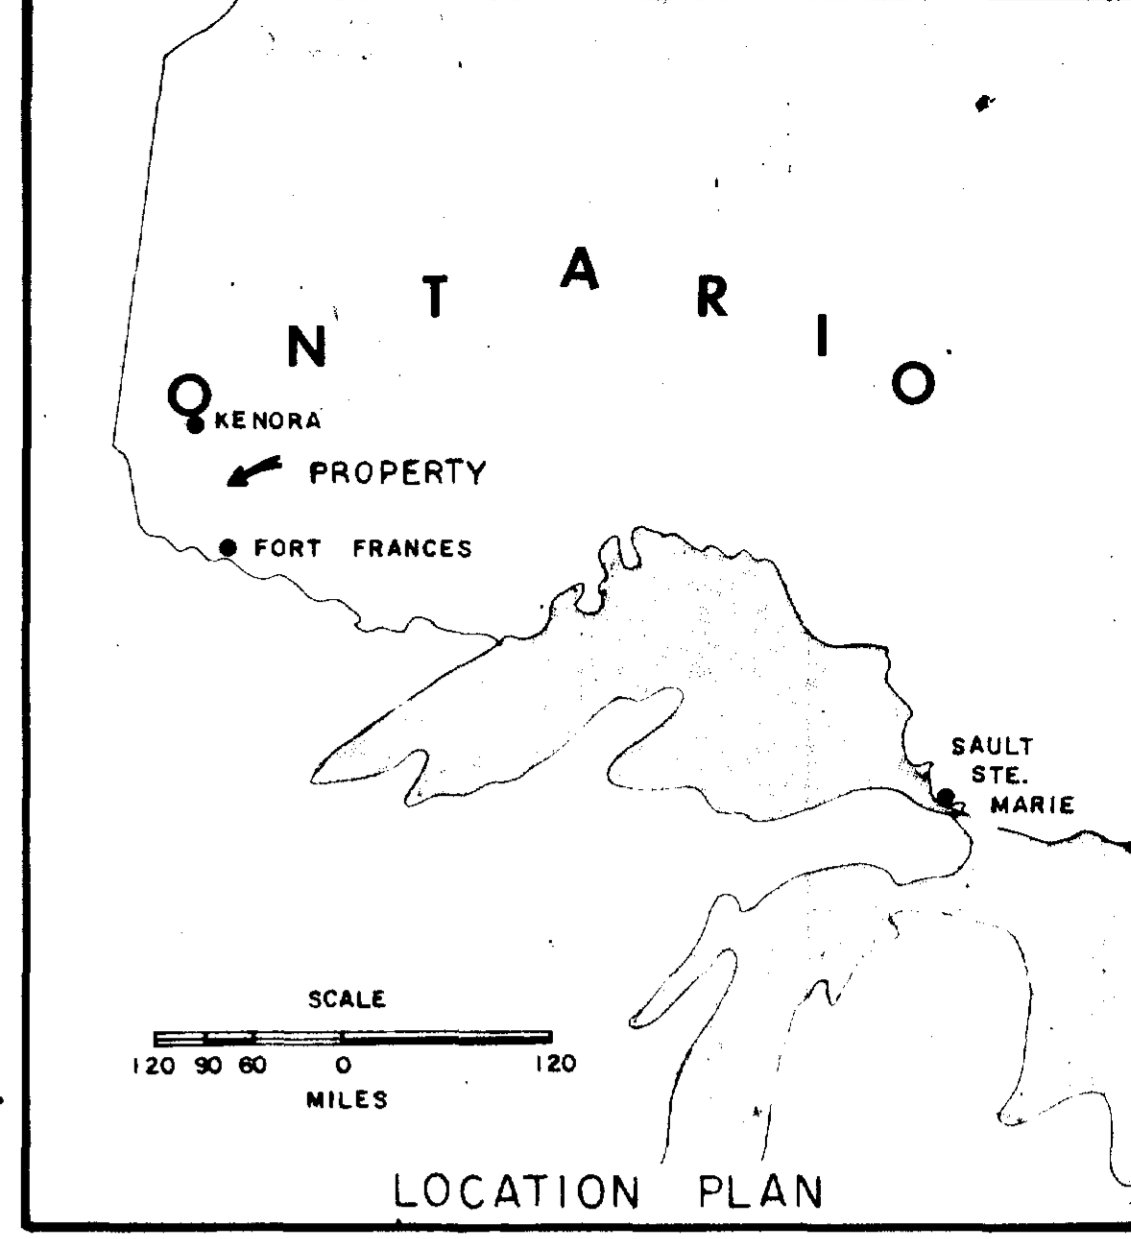 ONTARIO
KENORA
PROPERTY
FORT FRANCES
SAULT
STE.
MARIE
SCALE
120 90 60 0 120
MILES
LOCATION PLAN